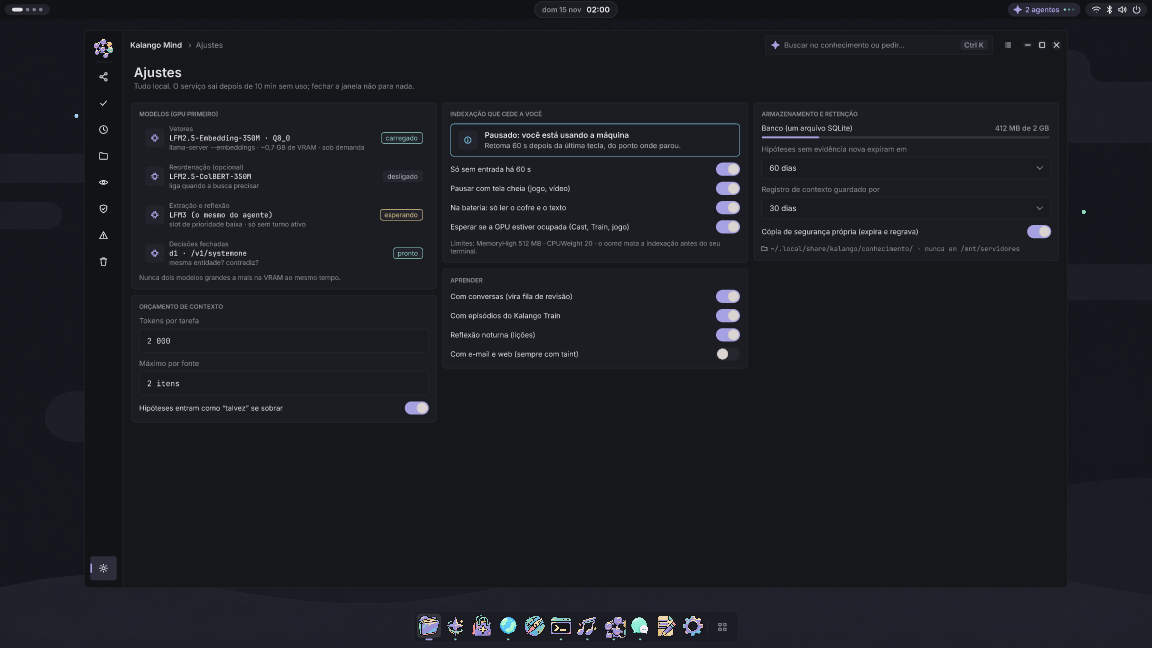 dom 15 nov 02:00
2 agentes
Kalango Mind › Ajustes
Buscar no conhecimento ou pedir... Ctrl K
Ajustes
Tudo local. O serviço sai depois de 10 min sem uso; fechar a janela não para nada.
MODELOS (GPU PRIMEIRO)
Vetores
LFM2.5-Embedding-350M · Q8_0
llama-server --embeddings · ~0,7 GB de VRAM · sob demanda
carregado
Reordenação (opcional)
LFM2.5-ColBERT-350M
liga quando a busca precisar
desligado
Extração e reflexão
LFM3 (o mesmo do agente)
slot de prioridade baixa · só sem turno ativo
esperando
Decisões fechadas
d1 · /v1/systemone
mesma entidade? contradiz?
pronto
Nunca dois modelos grandes a mais na VRAM ao mesmo tempo.
ORÇAMENTO DE CONTEXTO
Tokens por tarefa
2 000
Máximo por fonte
2 itens
Hipóteses entram como "talvez" se sobrar
INDEXAÇÃO QUE CEDE A VOCÊ
Pausado: você está usando a máquina
Retoma 60 s depois da última tecla, do ponto onde parou.
Só sem entrada há 60 s
Pausar com tela cheia (jogo, vídeo)
Na bateria: só ler o cofre e o texto
Esperar se a GPU estiver ocupada (Cast, Train, jogo)
Limites: MemoryHigh 512 MB · CPUWeight 20 · o oomd mata a indexação antes do seu
terminal.
APRENDER
Com conversas (vira fila de revisão)
Com episódios do Kalango Train
Reflexão noturna (lições)
Com e-mail e web (sempre com taint)
ARMAZENAMENTO E RETENÇÃO
Banco (um arquivo SQLite) 412 MB de 2 GB
Hipóteses sem evidência nova expiram em
60 dias
Registro de contexto guardado por
30 dias
Cópia de segurança própria (expira e regrava)
~/.local/share/kalango/conhecimento/ · nunca em /mnt/servidores